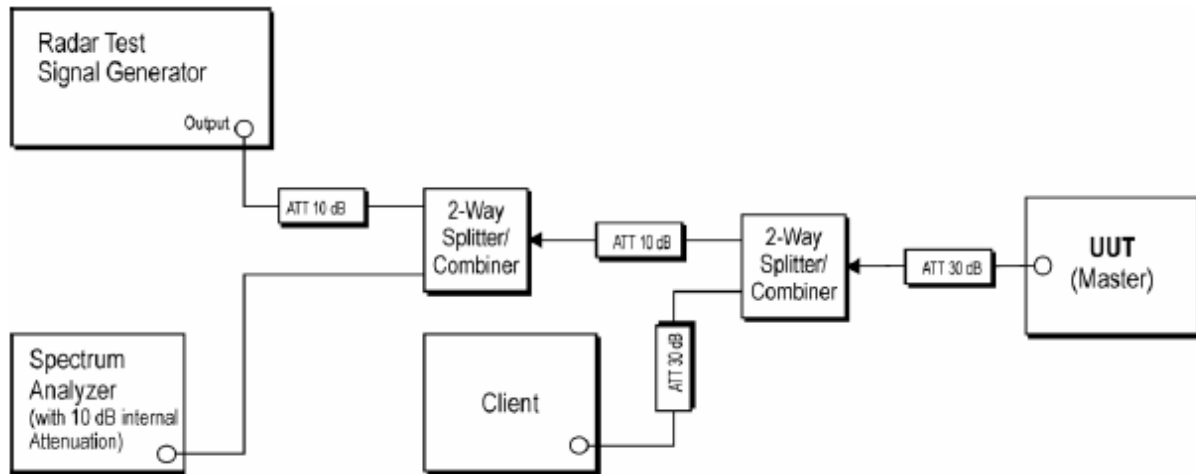 Radar Test
Signal Generator
Output
ATT 10 dB
2-Way
Splitter/
Combiner
ATT 10 dB
2-Way
Splitter/
Combiner
ATT 30 dB
UUT
(Master)
Spectrum
Analyzer
(with 10 dB internal
Attenuation)
Client
ATT 30 dB